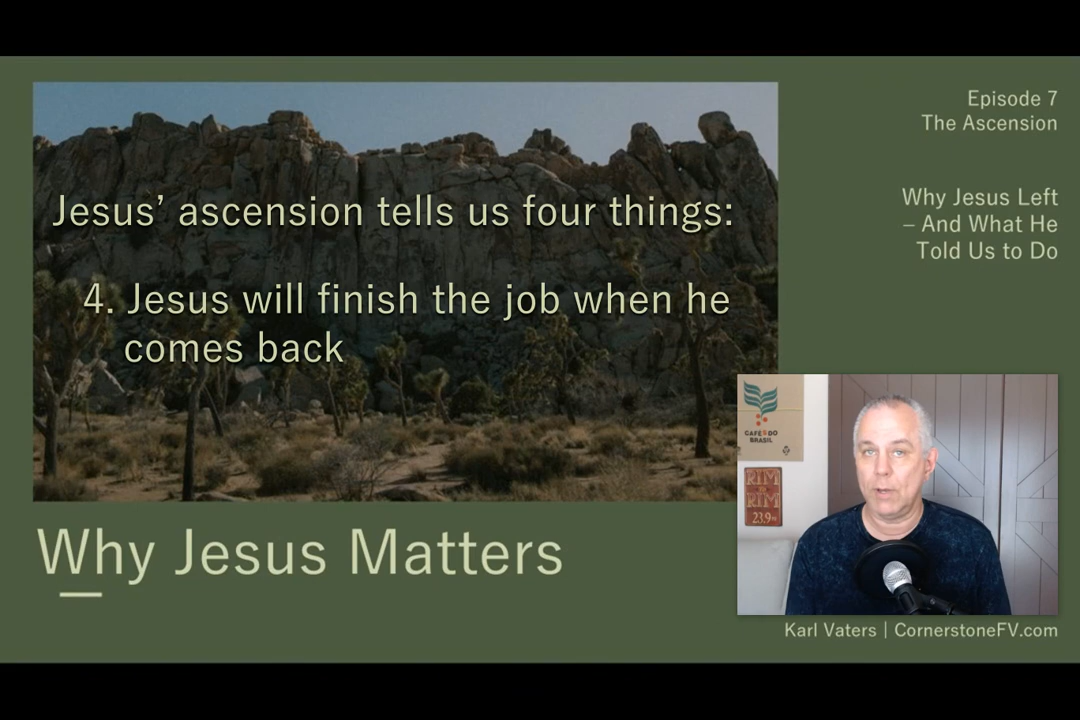 Episode 7
The Ascension
Why Jesus Left
– And What He
Told Us to Do
Jesus’ ascension tells us four things:
4. Jesus will finish the job when he
comes back
CAFÉ DO
BRASIL
RIM
RIM
23.9
Why Jesus Matters
Karl Vaters | CornerstoneFV.com